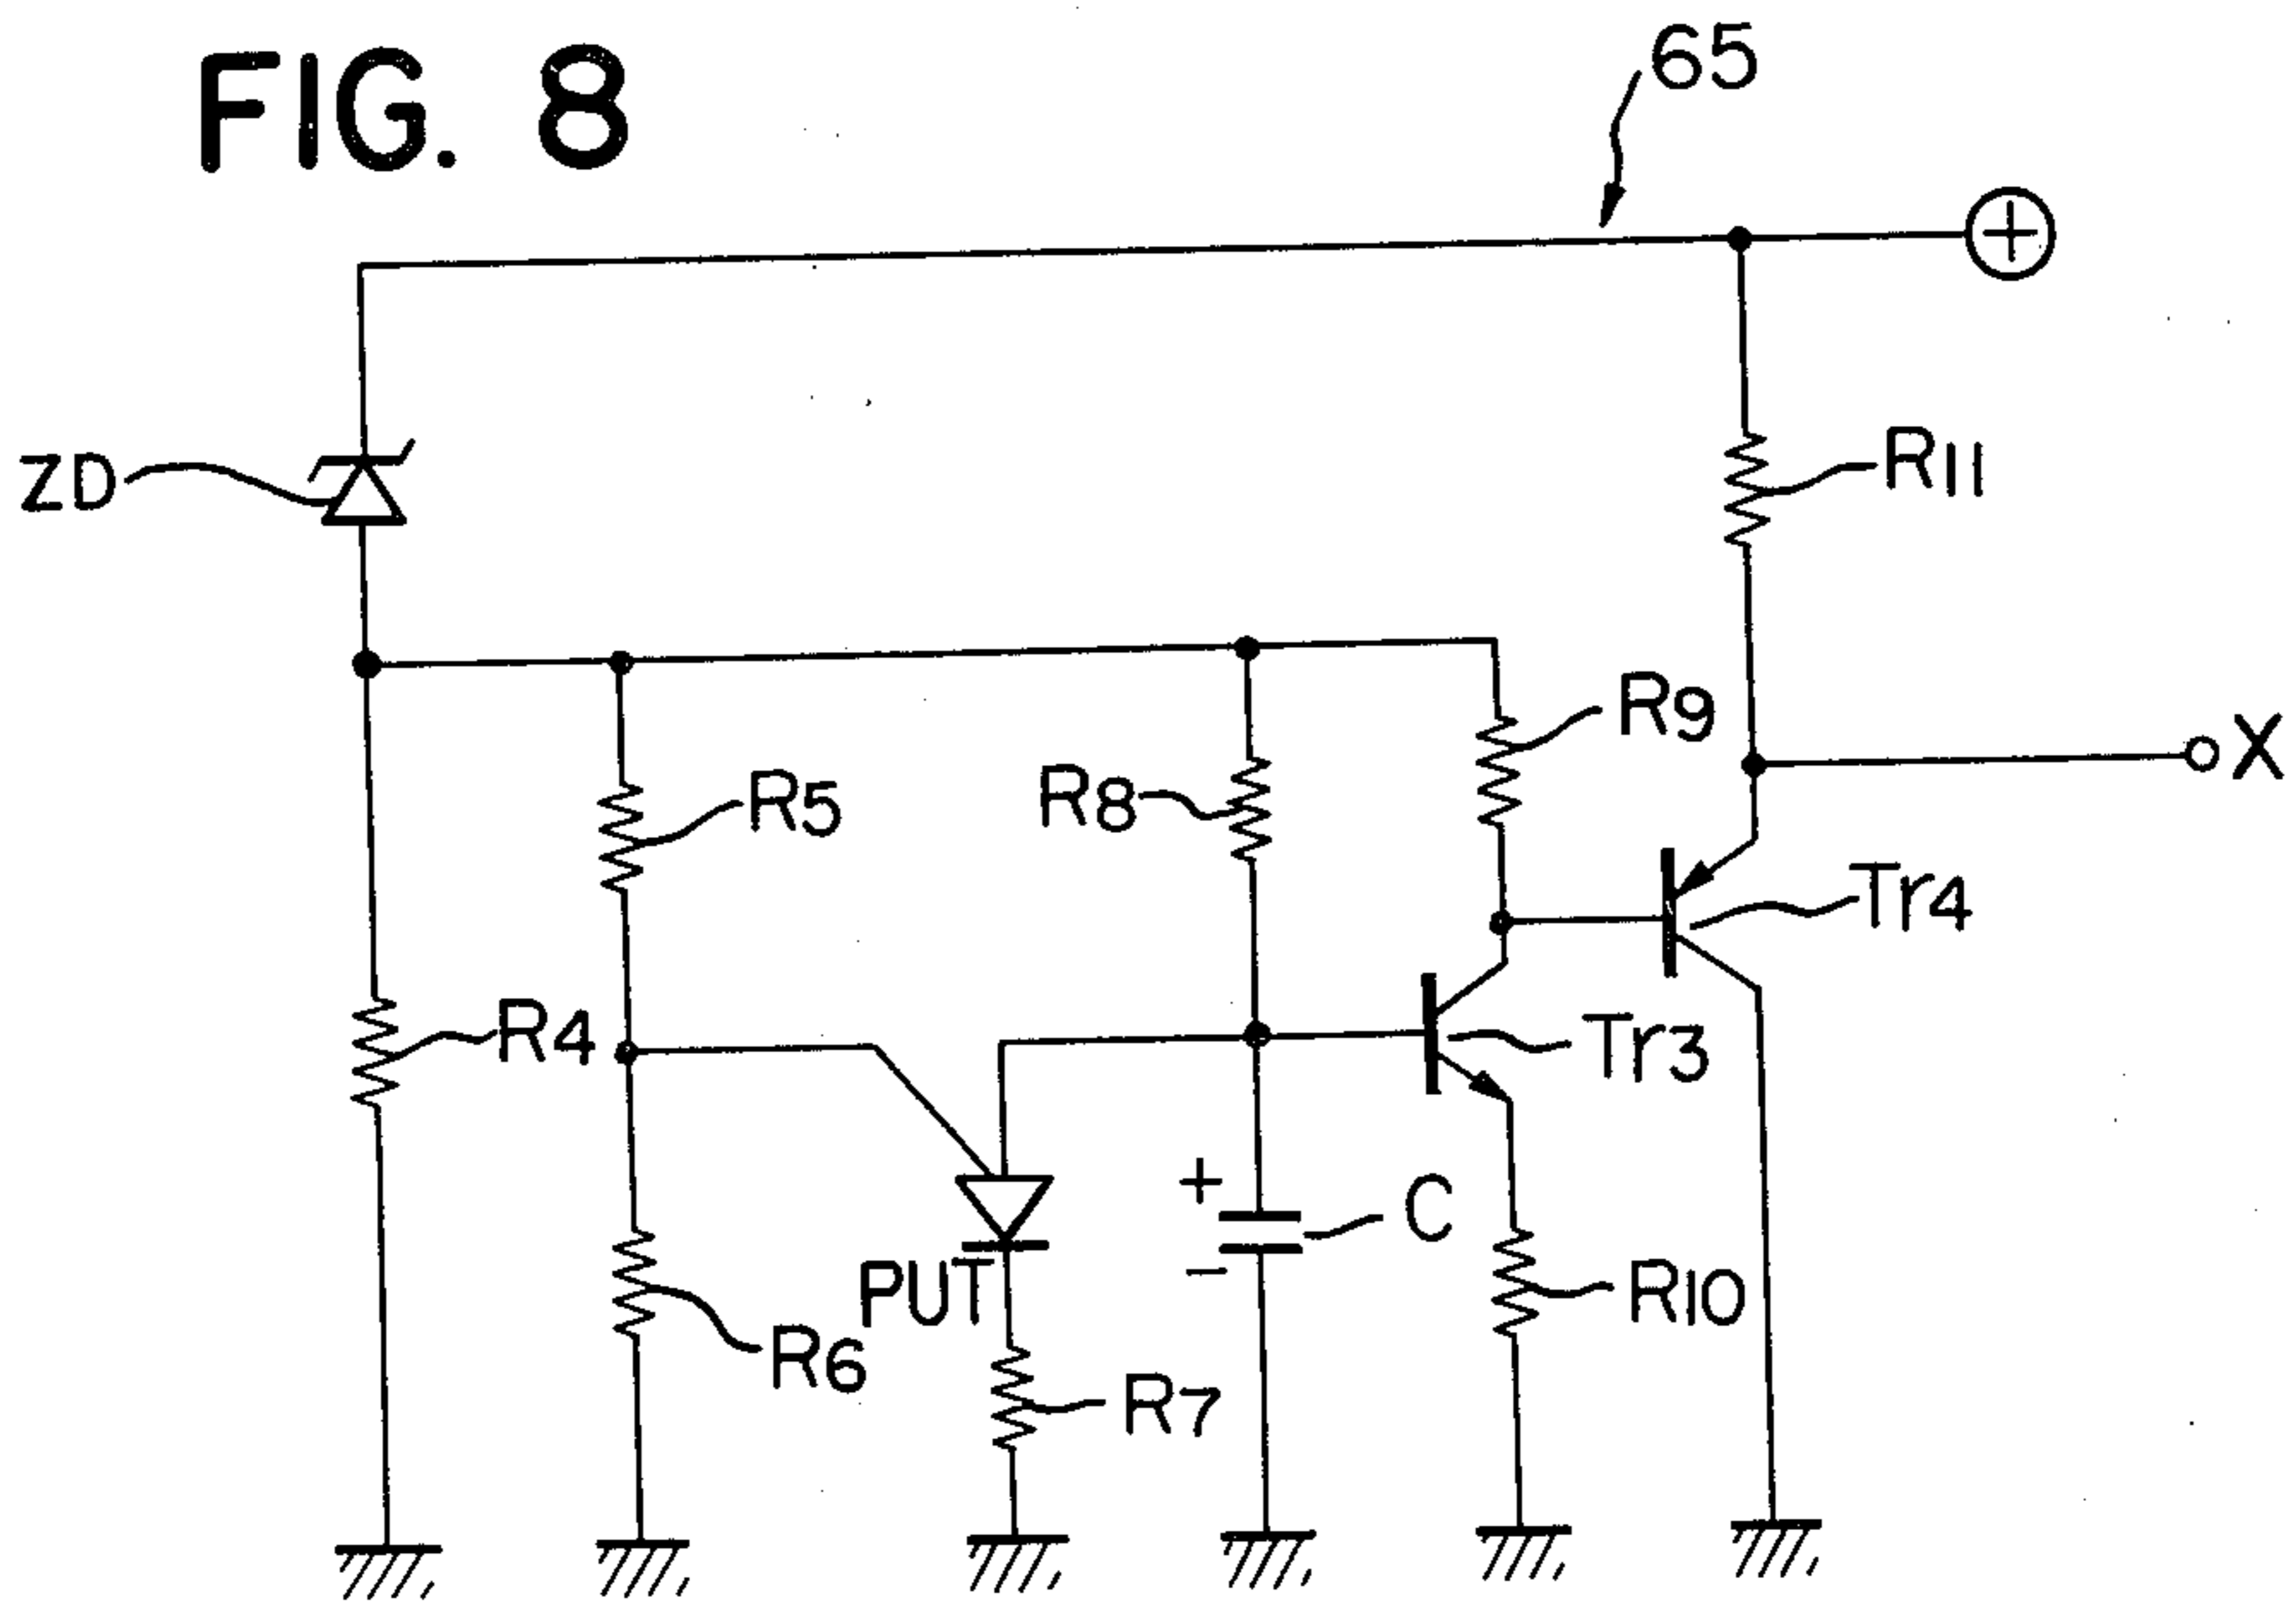 FIG. 8
65
+
ZD
R11
R9
X
R5
R8
Tr4
R4
Tr3
+
C
-
PUT
R10
R6
R7